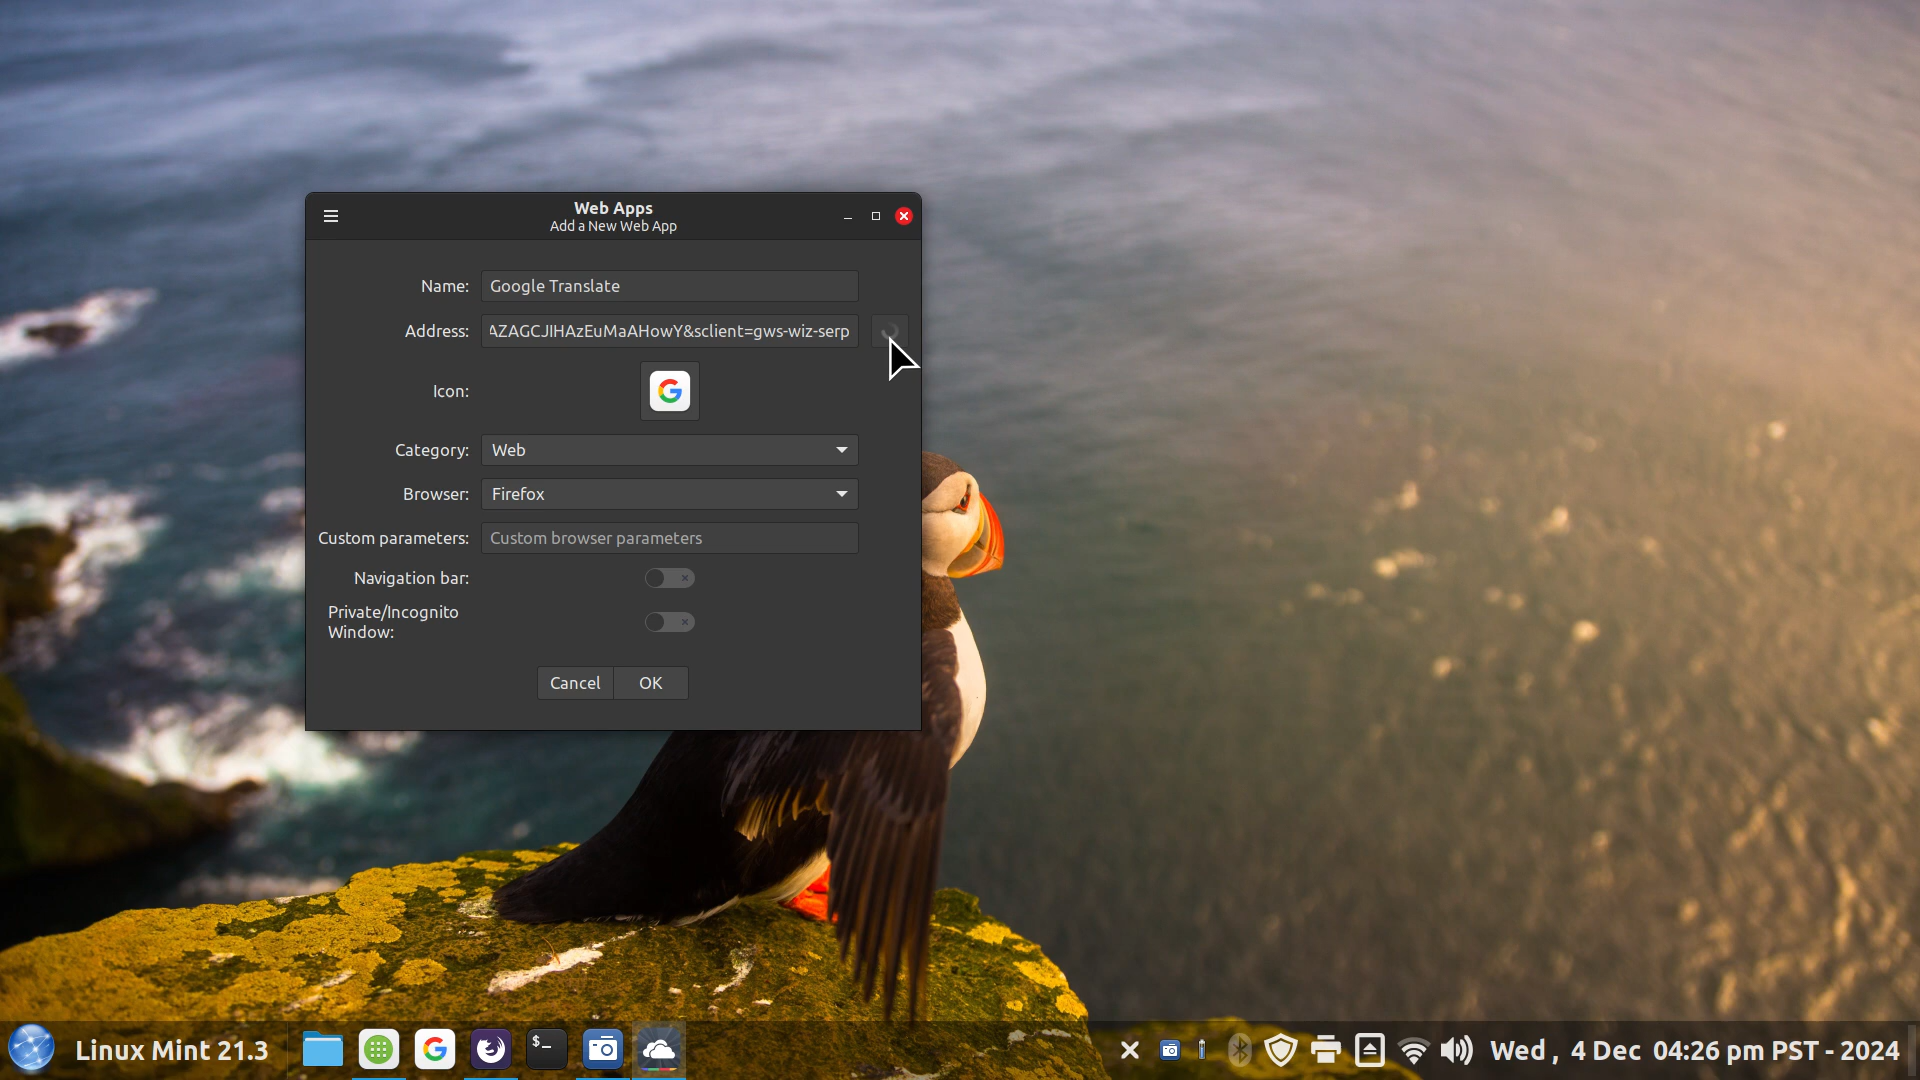 Web Apps
Add a New Web App
Name: Google Translate
Address: AZAGCJIHAzEuMaAHowY&sclient=gws-wiz-serp
Icon:
Category: Web
Browser: Firefox
Custom parameters: Custom browser parameters
Navigation bar:
Private/Incognito
Window:
Cancel OK
Linux Mint 21.3
$_
Wed , 4 Dec 04:26 pm PST - 2024